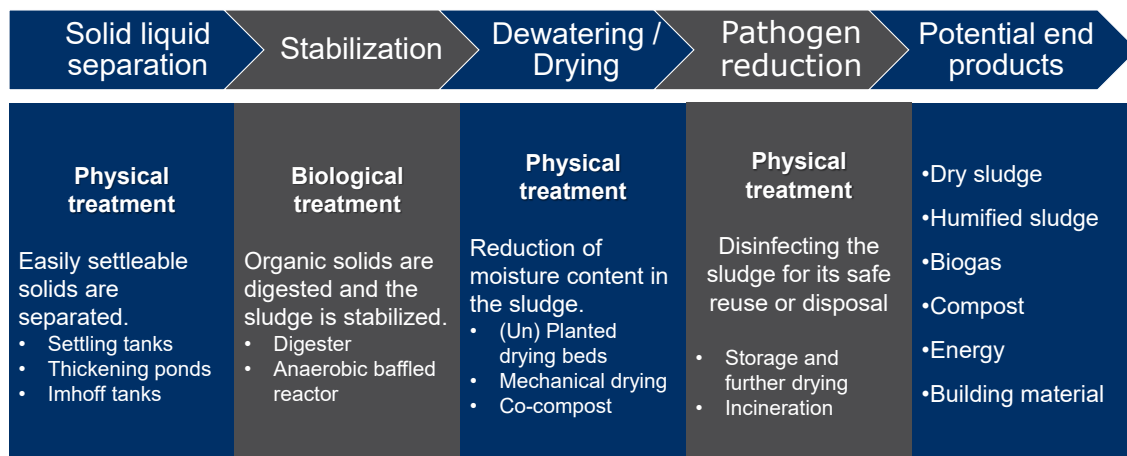 Solid liquid
separation
Stabilization
Dewatering /
Drying
Pathogen
reduction
Potential end
products
Physical
treatment
Easily settleable
solids are
separated.
• Settling tanks
• Thickening ponds
• Imhoff tanks
Biological
treatment
Organic solids are
digested and the
sludge is stabilized.
• Digester
• Anaerobic baffled
reactor
Physical
treatment
Reduction of
moisture content in
the sludge.
• (Un) Planted
drying beds
• Mechanical drying
• Co-compost
Physical
treatment
Disinfecting the
sludge for its safe
reuse or disposal
• Storage and
further drying
• Incineration
•Dry sludge
•Humified sludge
•Biogas
•Compost
•Energy
•Building material